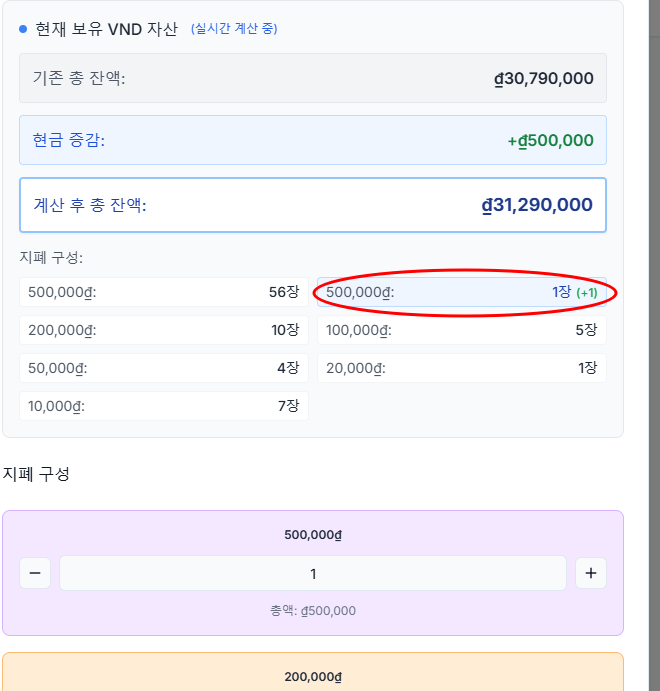 현재 보유 VND 자산 (실시간 계산 중)
기존 총 잔액: ₫30,790,000
현금 증감: +₫500,000
계산 후 총 잔액: ₫31,290,000
지폐 구성:
500,000₫: 56장 500,000₫: 1장 (+1)
200,000₫: 10장 100,000₫: 5장
50,000₫: 4장 20,000₫: 1장
10,000₫: 7장
지폐 구성
500,000₫
− 1 +
총액: ₫500,000
200,000₫